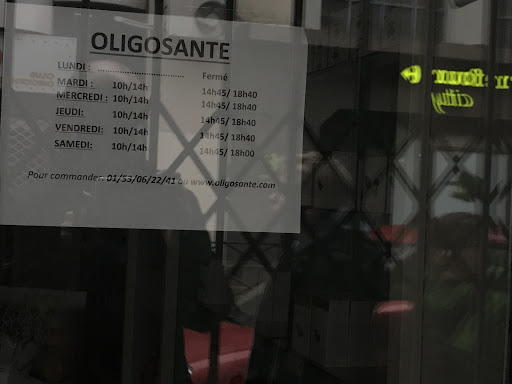 OLIGOSANTE
LUNDI : .................................. Fermé
MARDI : 10h/14h 14h45/ 18h40
MERCREDI : 10h/14h 14h45/ 18h40
JEUDI: 10h/14h 14h45/ 18h40
VENDREDI: 10h/14h 14h45/ 18h40
SAMEDI: 10h/14h 14h45/ 18h00
Pour commander : 01/53/06/22/41 ou www.oligosante.com
city